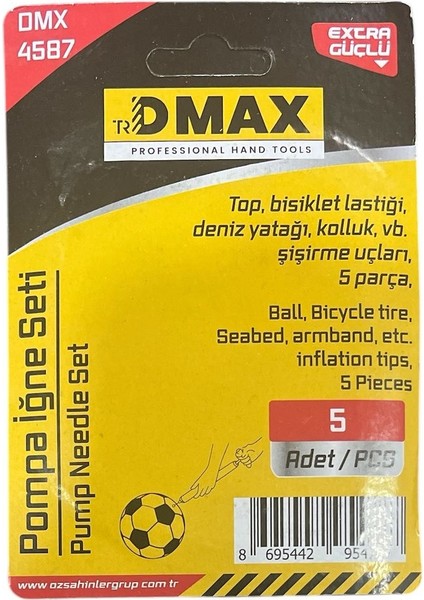 DMX
4587
EXTRA
GÜÇLÜ
TR DMAX
PROFESSIONAL HAND TOOLS
Top, bisiklet lastiği,
deniz yatağı, kolluk, vb.
şişirme uçları,
5 parça,
Ball, Bicycle tire,
Seabed, armband, etc.
inflation tips,
5 Pieces
Pompa İğne Seti
Pump Needle Set
5
Adet / PCS
8 695442
www.ozsahinlergrup.com.tr